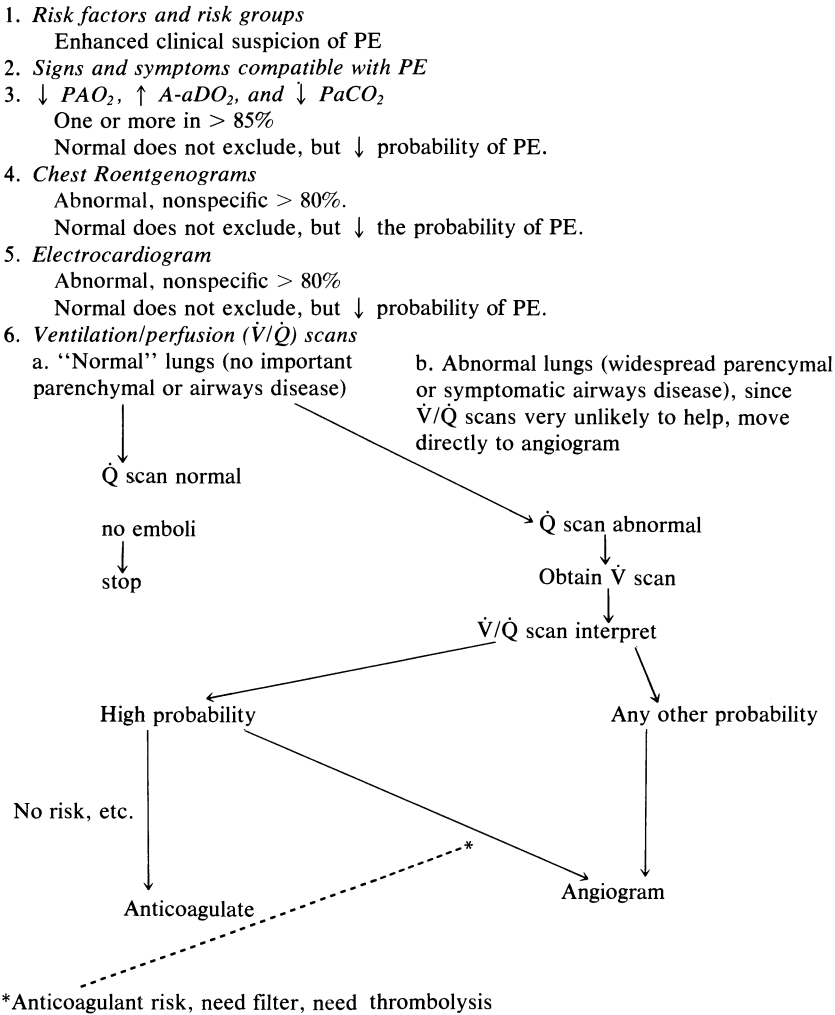 1. Risk factors and risk groups
Enhanced clinical suspicion of PE
2. Signs and symptoms compatible with PE
3. ↓ PAO₂, ↑ A-aDO₂, and ↓ PaCO₂
One or more in > 85%
Normal does not exclude, but ↓ probability of PE.
4. Chest Roentgenograms
Abnormal, nonspecific > 80%.
Normal does not exclude, but ↓ the probability of PE.
5. Electrocardiogram
Abnormal, nonspecific > 80%
Normal does not exclude, but ↓ probability of PE.
6. Ventilation/perfusion (V̇/Q̇) scans
a. “Normal” lungs (no important
parenchymal or airways disease)
b. Abnormal lungs (widespread parencymal
or symptomatic airways disease), since
V̇/Q̇ scans very unlikely to help, move
directly to angiogram
Q̇ scan normal
no emboli
stop
Q̇ scan abnormal
Obtain V̇ scan
V̇/Q̇ scan interpret
High probability
Any other probability
No risk, etc.
*
Anticoagulate
Angiogram
*Anticoagulant risk, need filter, need thrombolysis